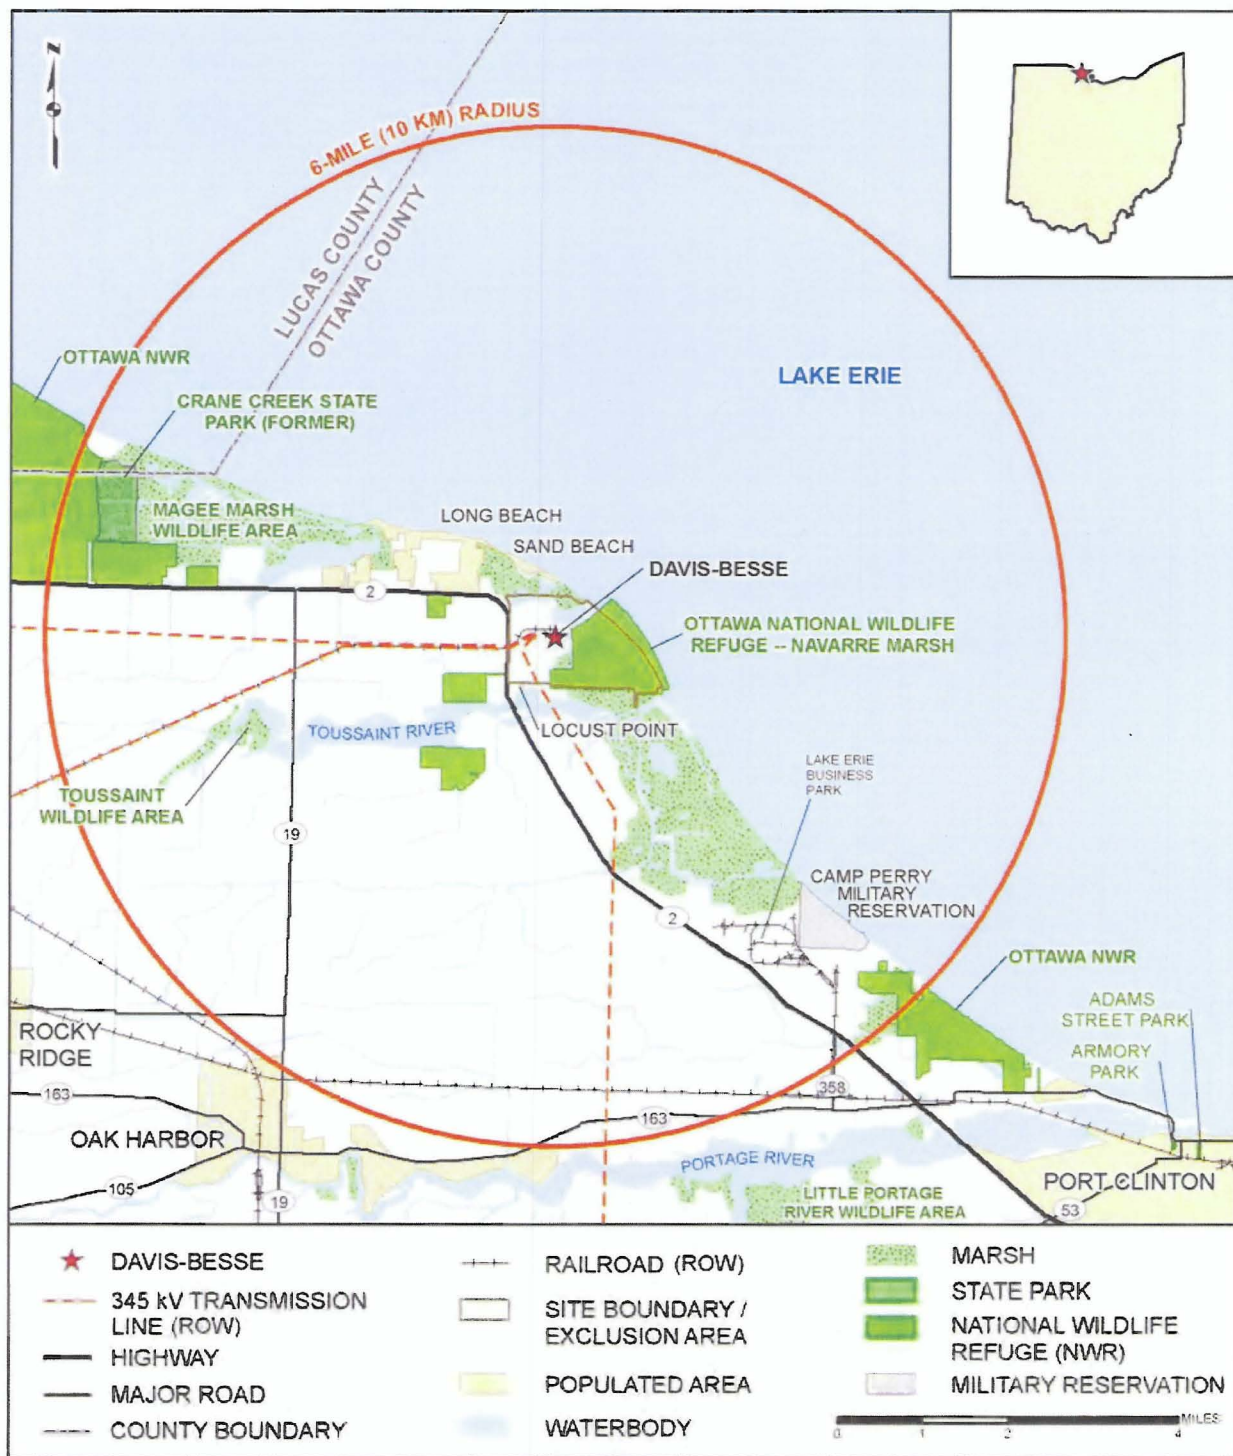 N
6-MILE (10 KM) RADIUS
LUCAS COUNTY
OTTAWA COUNTY
OTTAWA NWR
CRANE CREEK STATE
PARK (FORMER)
LAKE ERIE
MAGEE MARSH
WILDLIFE AREA
LONG BEACH
SAND BEACH
DAVIS-BESSE
2
OTTAWA NATIONAL WILDLIFE
REFUGE -- NAVARRE MARSH
TOUSSAINT RIVER
LOCUST POINT
LAKE ERIE
BUSINESS
PARK
TOUSSAINT
WILDLIFE AREA
19
CAMP PERRY
MILITARY
RESERVATION
2
OTTAWA NWR
ADAMS
STREET PARK
ROCKY
RIDGE
ARMORY
PARK
163
358
163
OAK HARBOR
PORTAGE RIVER
105
19
LITTLE PORTAGE
RIVER WILDLIFE AREA
PORT CLINTON
53
DAVIS-BESSE
345 kV TRANSMISSION
LINE (ROW)
HIGHWAY
MAJOR ROAD
COUNTY BOUNDARY
RAILROAD (ROW)
SITE BOUNDARY /
EXCLUSION AREA
POPULATED AREA
WATERBODY
MARSH
STATE PARK
NATIONAL WILDLIFE
REFUGE (NWR)
MILITARY RESERVATION
MILES
0 1 2 4